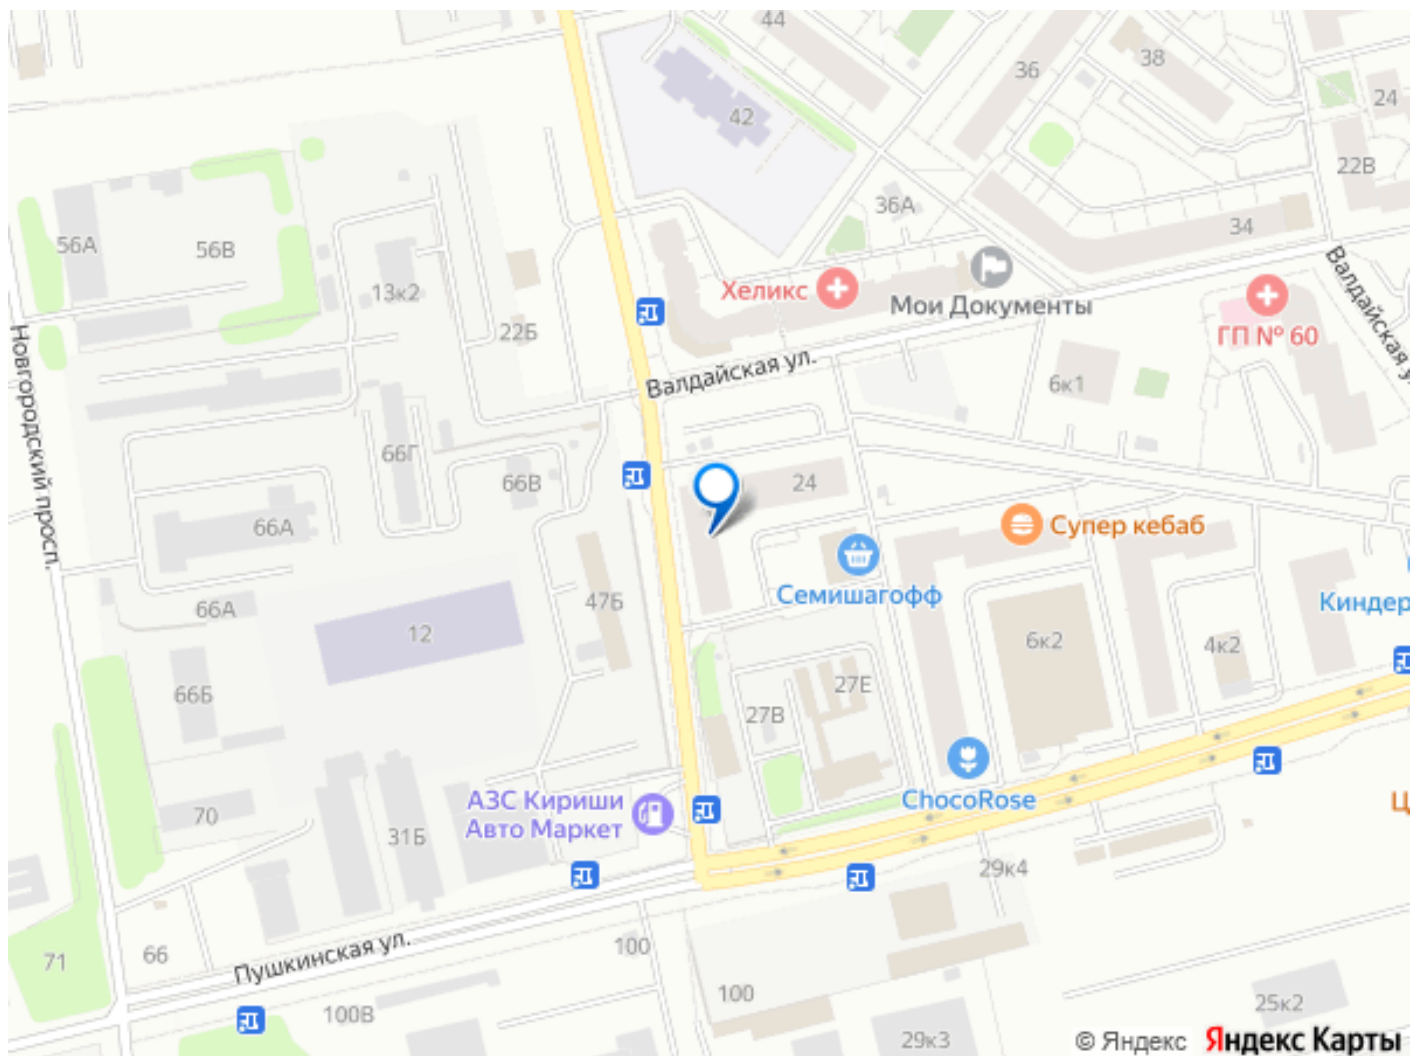 44
38
36
24
42
22В
36А
34
56А
56В
13к2
Хеликс
Мои Документы
ГП № 60
22Б
Валдайская ул.
Валдайская у
6к1
Новгородский просп.
66Г
66В
24
66А
Супер кебаб
Семишагофф
47Б
66А
12
Киндер
6к2
4к2
66Б
27Е
27В
ChocoRose
АЗС Кириши
Авто Маркет
Ц
70
31Б
29к4
Пушкинская ул.
66
71
100
100
100В
25к2
29к3
© Яндекс Яндекс Карты